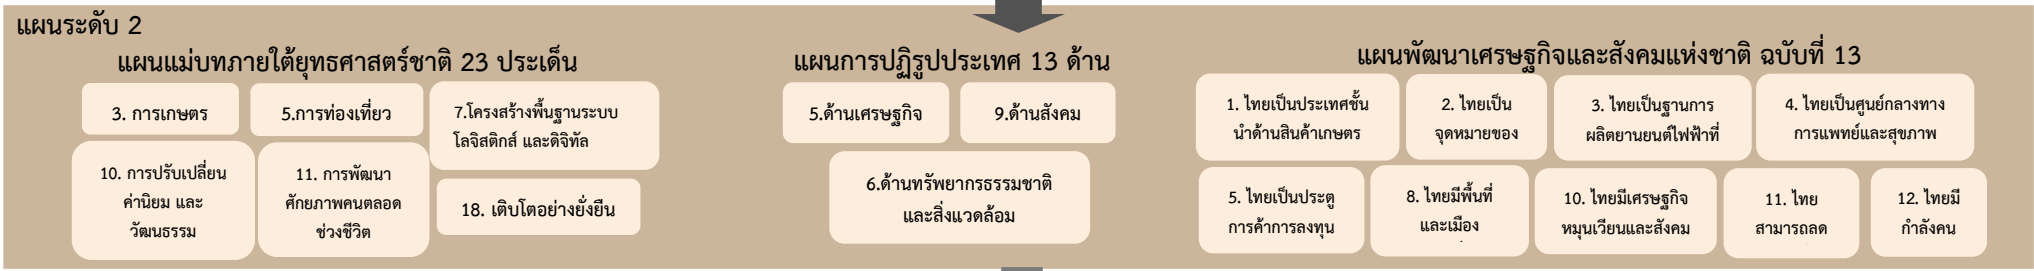 แผนระดับ 2
แผนแม่บทภายใต้ยุทธศาสตร์ชาติ 23 ประเด็น
3. การเกษตร
5.การท่องเที่ยว
7.โครงสร้างพื้นฐานระบบ
โลจิสติกส์ และดิจิทัล
10. การปรับเปลี่ยน
ค่านิยม และ
วัฒนธรรม
11. การพัฒนา
ศักยภาพคนตลอด
ช่วงชีวิต
18. เติบโตอย่างยั่งยืน
แผนการปฏิรูปประเทศ 13 ด้าน
5.ด้านเศรษฐกิจ
9.ด้านสังคม
6.ด้านทรัพยากรธรรมชาติ
และสิ่งแวดล้อม
แผนพัฒนาเศรษฐกิจและสังคมแห่งชาติ ฉบับที่ 13
1. ไทยเป็นประเทศชั้น
นำด้านสินค้าเกษตร
2. ไทยเป็น
จุดหมายของ
3. ไทยเป็นฐานการ
ผลิตยานยนต์ไฟฟ้าที่
4. ไทยเป็นศูนย์กลางทาง
การแพทย์และสุขภาพ
5. ไทยเป็นประตู
การค้าการลงทุน
8. ไทยมีพื้นที่
และเมือง
10. ไทยมีเศรษฐกิจ
หมุนเวียนและสังคม
11. ไทย
สามารถลด
12. ไทยมี
กำลังคน